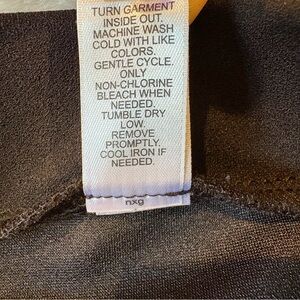 TURN GARMENT
INSIDE OUT.
MACHINE WASH
COLD WITH LIKE
COLORS.
GENTLE CYCLE,
ONLY
NON-CHLORINE
BLEACH WHEN
NEEDED.
TUMBLE DRY
LOW.
REMOVE
PROMPTLY.
COOL IRON IF
NEEDED.
nxg